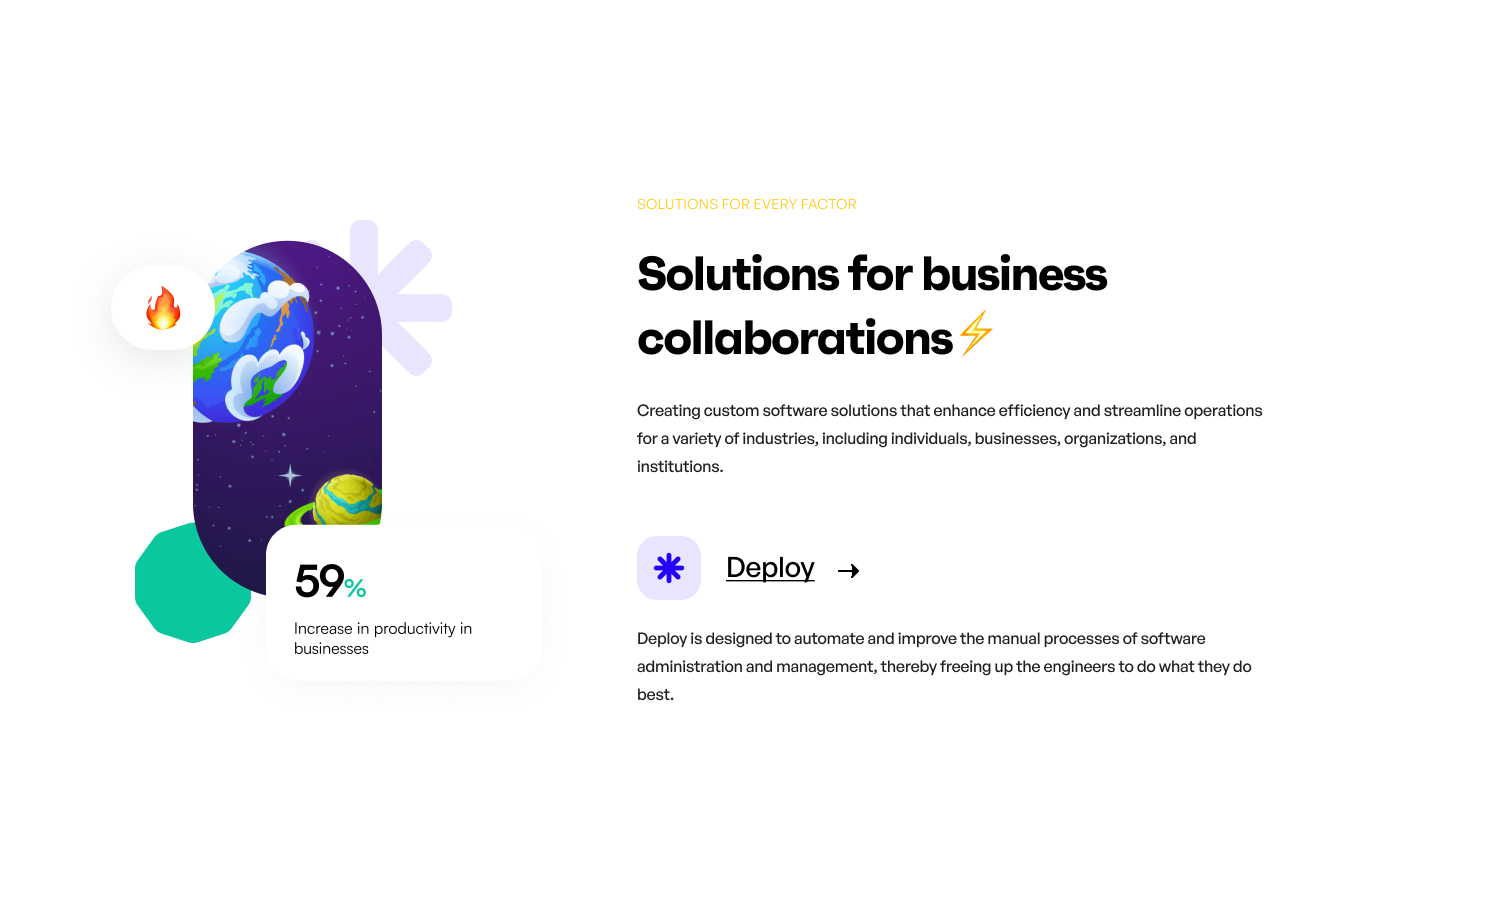 SOLUTIONS FOR EVERY FACTOR
Solutions for business
collaborations⚡
Creating custom software solutions that enhance efficiency and streamline operations
for a variety of industries, including individuals, businesses, organizations, and
institutions.
Deploy →
Deploy is designed to automate and improve the manual processes of software
administration and management, thereby freeing up the engineers to do what they do
best.
59%
Increase in productivity in
businesses